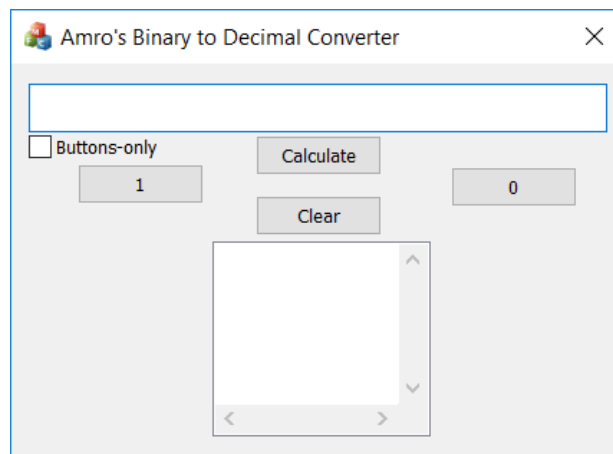 Amro's Binary to Decimal Converter
Buttons-only
Calculate
1
0
Clear